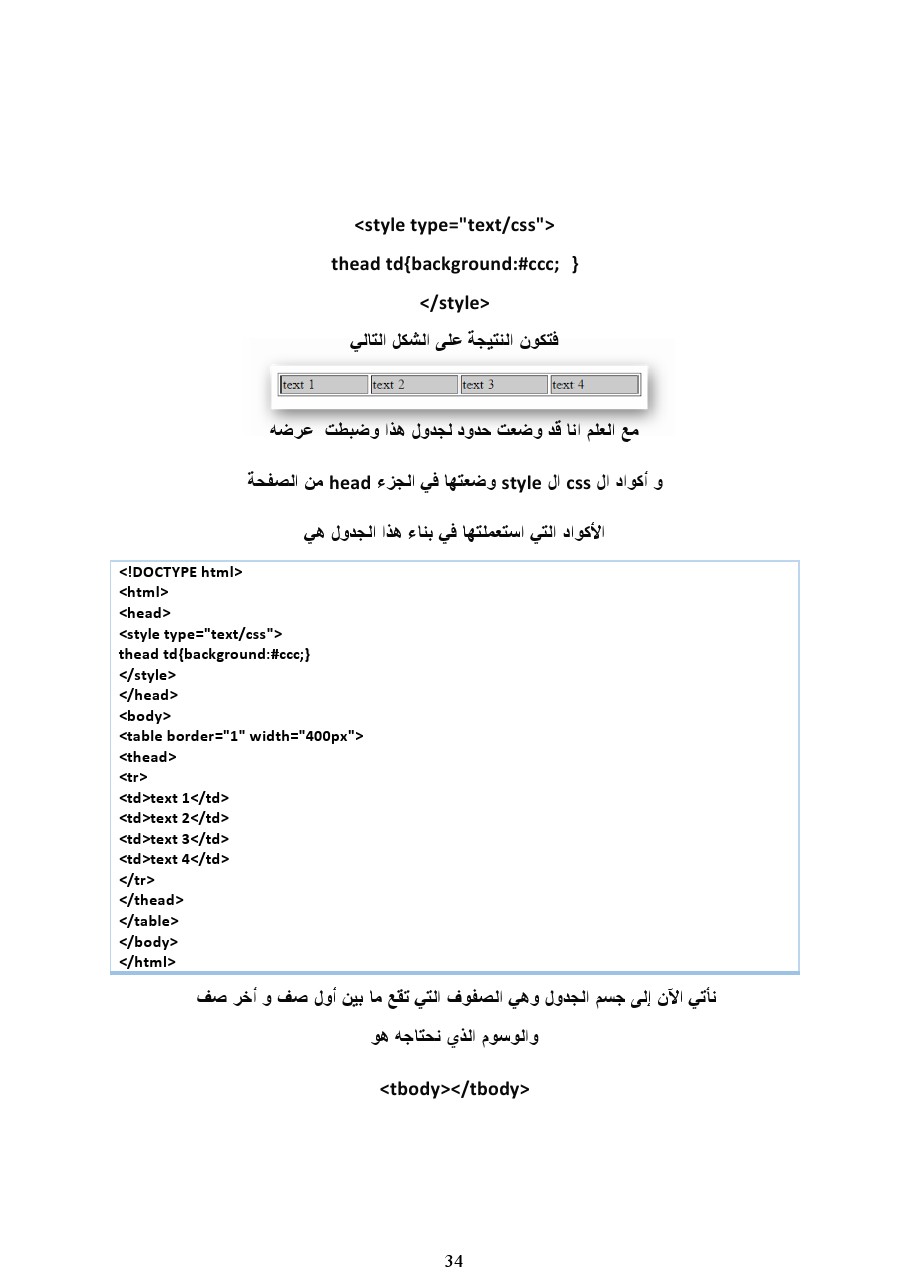 <style type="text/css">
thead td{background:#ccc;  }
</style>
فتكون النتيجة على الشكل التالي
text 1 text 2 text 3 text 4
مع العلم انا قد وضعت حدود لجدول هذا وضبطت  عرضه
و أكواد ال css ال style وضعتها في الجزء head من الصفحة
الأكواد التي استعملتها في بناء هذا الجدول هي
<!DOCTYPE html>
<html>
<head>
<style type="text/css">
thead td{background:#ccc;}
</style>
</head>
<body>
<table border="1" width="400px">
<thead>
<tr>
<td>text 1</td>
<td>text 2</td>
<td>text 3</td>
<td>text 4</td>
</tr>
</thead>
</table>
</body>
</html>
نأتي الآن إلى جسم الجدول وهي الصفوف التي تقع ما بين أول صف و أخر صف
والوسوم الذي نحتاجه هو
<tbody></tbody>
34